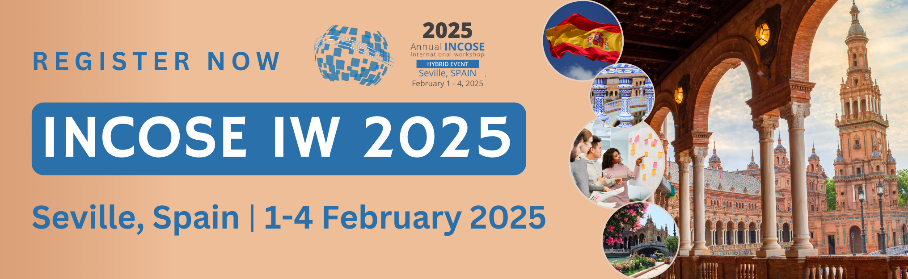 REGISTER NOW
2025
Annual INCOSE
international workshop
HYBRID EVENT
Seville, SPAIN
February 1 - 4, 2025
INCOSE IW 2025
Seville, Spain | 1-4 February 2025